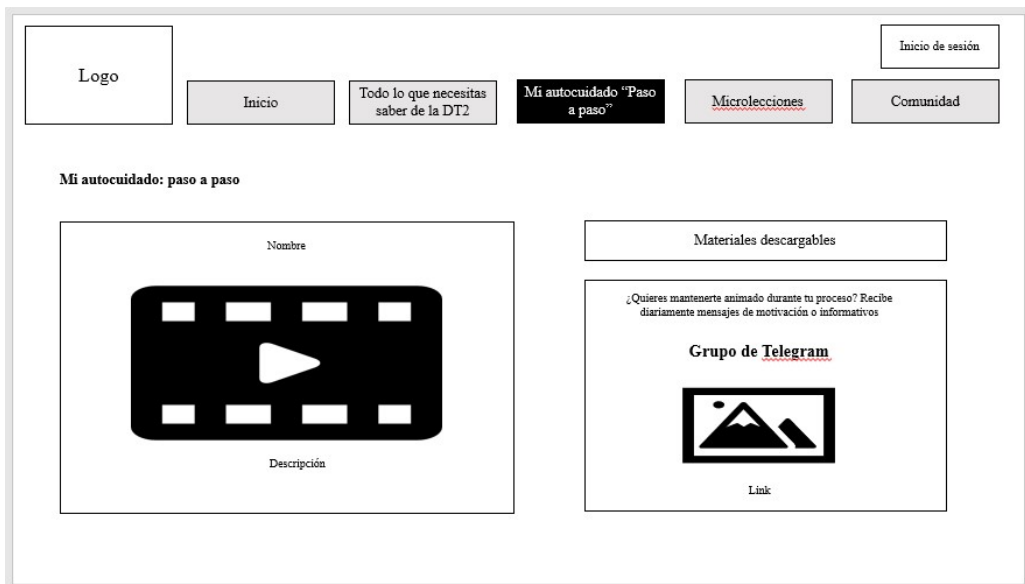 Logo
Inicio de sesión
Inicio
Todo lo que necesitas
saber de la DT2
Mi autocuidado “Paso
a paso”
Microlecciones
Comunidad
Mi autocuidado: paso a paso
Nombre
Descripción
Materiales descargables
¿Quieres mantenerte animado durante tu proceso? Recibe
diariamente mensajes de motivación o informativos
Grupo de Telegram
Link